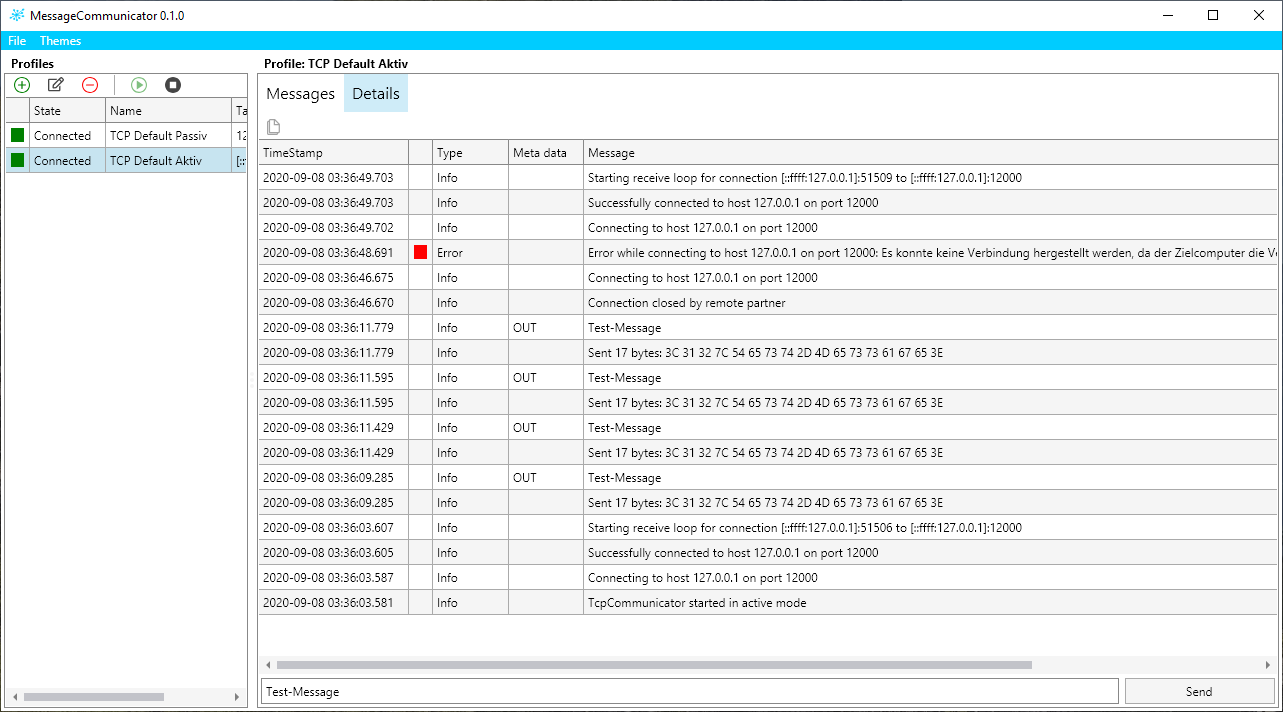 MessageCommunicator 0.1.0
File Themes
Profiles
State Name
Connected TCP Default Passiv 12
Connected TCP Default Aktiv
Profile: TCP Default Aktiv
Messages Details
TimeStamp Type Meta data Message
2020-09-08 03:36:49.703 Info Starting receive loop for connection [::ffff:127.0.0.1]:51509 to [::ffff:127.0.0.1]:12000
2020-09-08 03:36:49.703 Info Successfully connected to host 127.0.0.1 on port 12000
2020-09-08 03:36:49.702 Info Connecting to host 127.0.0.1 on port 12000
2020-09-08 03:36:48.691 Error Error while connecting to host 127.0.0.1 on port 12000: Es konnte keine Verbindung hergestellt werden, da der Zielcomputer die
2020-09-08 03:36:46.675 Info Connecting to host 127.0.0.1 on port 12000
2020-09-08 03:36:46.670 Info Connection closed by remote partner
2020-09-08 03:36:11.779 Info OUT Test-Message
2020-09-08 03:36:11.779 Info Sent 17 bytes: 3C 31 32 7C 54 65 73 74 2D 4D 65 73 73 61 67 65 3E
2020-09-08 03:36:11.595 Info OUT Test-Message
2020-09-08 03:36:11.595 Info Sent 17 bytes: 3C 31 32 7C 54 65 73 74 2D 4D 65 73 73 61 67 65 3E
2020-09-08 03:36:11.429 Info OUT Test-Message
2020-09-08 03:36:11.429 Info Sent 17 bytes: 3C 31 32 7C 54 65 73 74 2D 4D 65 73 73 61 67 65 3E
2020-09-08 03:36:09.285 Info OUT Test-Message
2020-09-08 03:36:09.285 Info Sent 17 bytes: 3C 31 32 7C 54 65 73 74 2D 4D 65 73 73 61 67 65 3E
2020-09-08 03:36:03.607 Info Starting receive loop for connection [::ffff:127.0.0.1]:51506 to [::ffff:127.0.0.1]:12000
2020-09-08 03:36:03.605 Info Successfully connected to host 127.0.0.1 on port 12000
2020-09-08 03:36:03.587 Info Connecting to host 127.0.0.1 on port 12000
2020-09-08 03:36:03.581 Info TcpCommunicator started in active mode
Test-Message Send